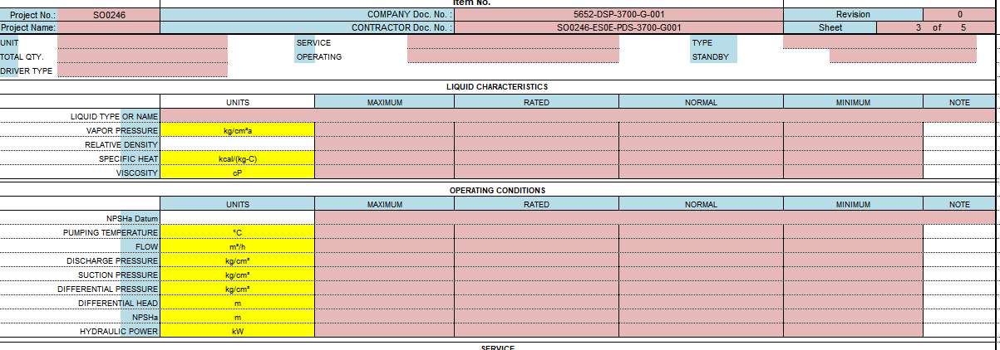 Item No.
Project No.: SO0246 COMPANY Doc. No. : 5652-DSP-3700-G-001 Revision 0
Project Name: CONTRACTOR Doc. No. : SO0246-ES0E-PDS-3700-G001 Sheet 3 of 5
UNIT SERVICE TYPE
TOTAL QTY. OPERATING STANDBY
DRIVER TYPE
LIQUID CHARACTERISTICS
UNITS MAXIMUM RATED NORMAL MINIMUM NOTE
LIQUID TYPE OR NAME
VAPOR PRESSURE kg/cm²a
RELATIVE DENSITY
SPECIFIC HEAT kcal/(kg-C)
VISCOSITY cP
OPERATING CONDITIONS
UNITS MAXIMUM RATED NORMAL MINIMUM NOTE
NPSHa Datum
PUMPING TEMPERATURE °C
FLOW m³/h
DISCHARGE PRESSURE kg/cm²
SUCTION PRESSURE kg/cm²
DIFFERENTIAL PRESSURE kg/cm²
DIFFERENTIAL HEAD m
NPSHa m
HYDRAULIC POWER kW
SERVICE